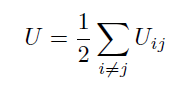 U = \frac{1}{2} \sum_{i \neq j} U_{ij}